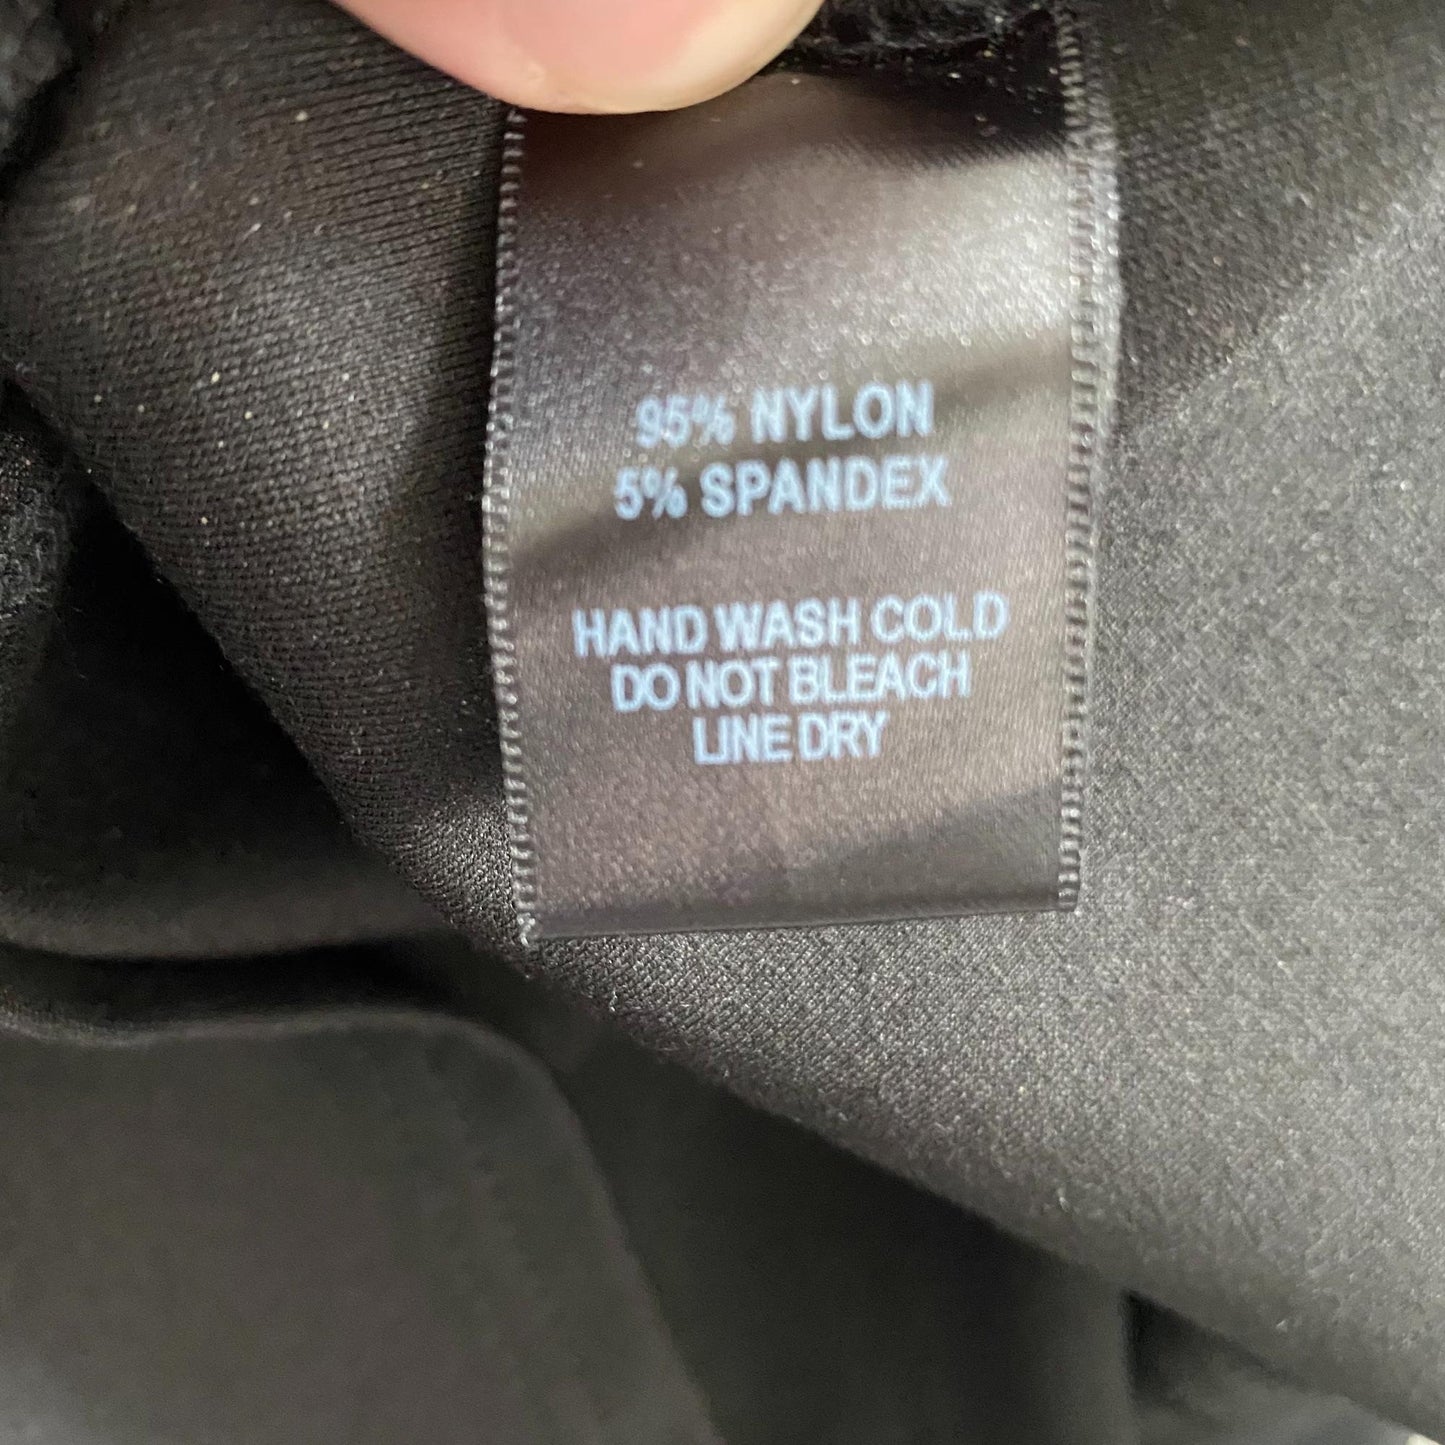 95% NYLON
5% SPANDEX
HAND WASH COLD
DO NOT BLEACH
LINE DRY